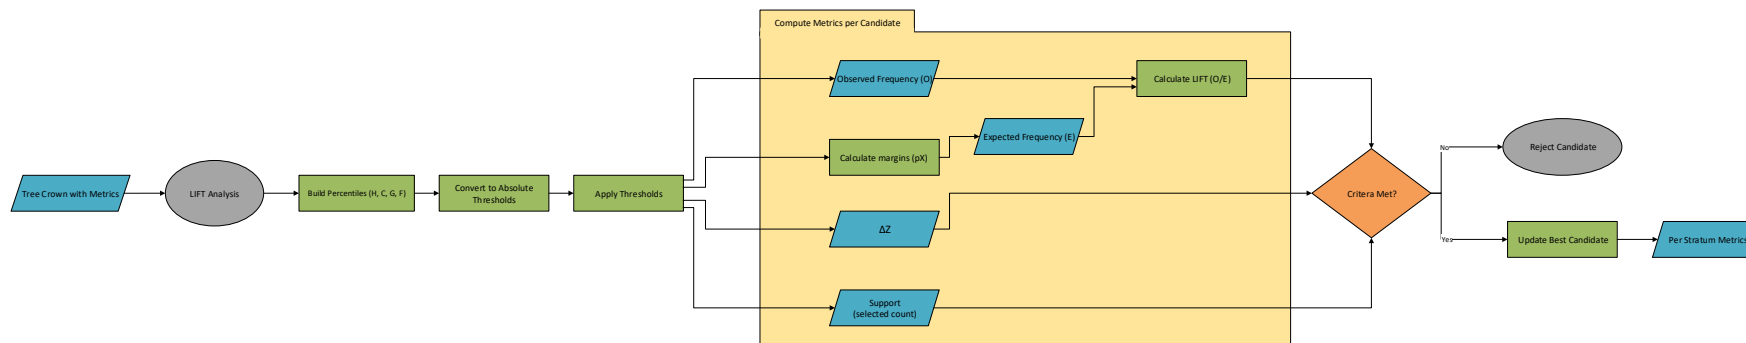 Compute Metrics per Candidate
Observed Frequency (O)
Calculate LIFT (O/E)
Expected Frequency (E)
Calculate margins (pX)
Tree Crown with Metrics
LIFT Analysis
Build Percentiles (H, C, G, F)
Convert to Absolute
Thresholds
Apply Thresholds
ΔZ
Support
(selected count)
Critera Met?
No
Reject Candidate
Yes
Update Best Candidate
Per Stratum Metrics